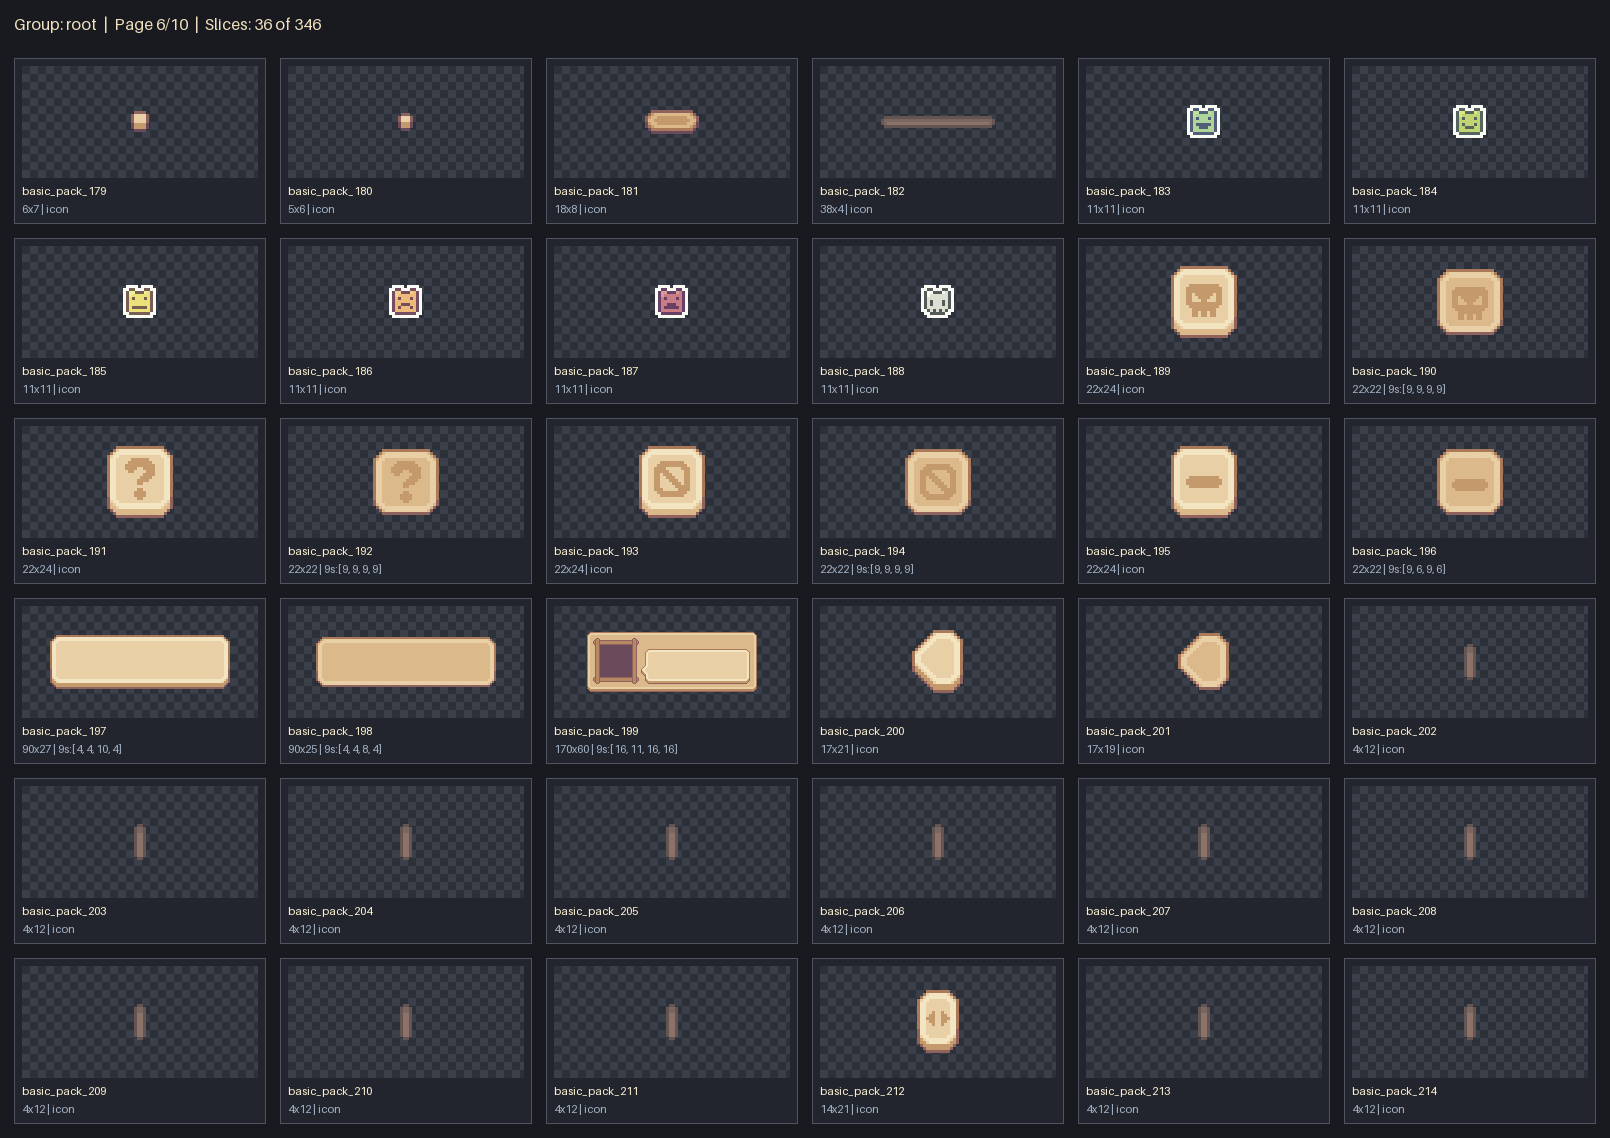 Group: root | Page 6/10 | Slices: 36 of 346
basic_pack_179
6x7 | icon
basic_pack_180
5x6 | icon
basic_pack_181
18x8 | icon
basic_pack_182
38x4 | icon
basic_pack_183
11x11 | icon
basic_pack_184
11x11 | icon
basic_pack_185
11x11 | icon
basic_pack_186
11x11 | icon
basic_pack_187
11x11 | icon
basic_pack_188
11x11 | icon
basic_pack_189
22x24 | icon
basic_pack_190
22x22 | 9s:[9, 9, 9, 9]
?
basic_pack_191
22x24 | icon
?
basic_pack_192
22x22 | 9s:[9, 9, 9, 9]
basic_pack_193
22x24 | icon
basic_pack_194
22x22 | 9s:[9, 9, 9, 9]
basic_pack_195
22x24 | icon
basic_pack_196
22x22 | 9s:[9, 6, 9, 6]
basic_pack_197
90x27 | 9s:[4, 4, 10, 4]
basic_pack_198
90x25 | 9s:[4, 4, 8, 4]
basic_pack_199
170x60 | 9s:[16, 11, 16, 16]
basic_pack_200
17x21 | icon
basic_pack_201
17x19 | icon
basic_pack_202
4x12 | icon
basic_pack_203
4x12 | icon
basic_pack_204
4x12 | icon
basic_pack_205
4x12 | icon
basic_pack_206
4x12 | icon
basic_pack_207
4x12 | icon
basic_pack_208
4x12 | icon
basic_pack_209
4x12 | icon
basic_pack_210
4x12 | icon
basic_pack_211
4x12 | icon
basic_pack_212
14x21 | icon
basic_pack_213
4x12 | icon
basic_pack_214
4x12 | icon